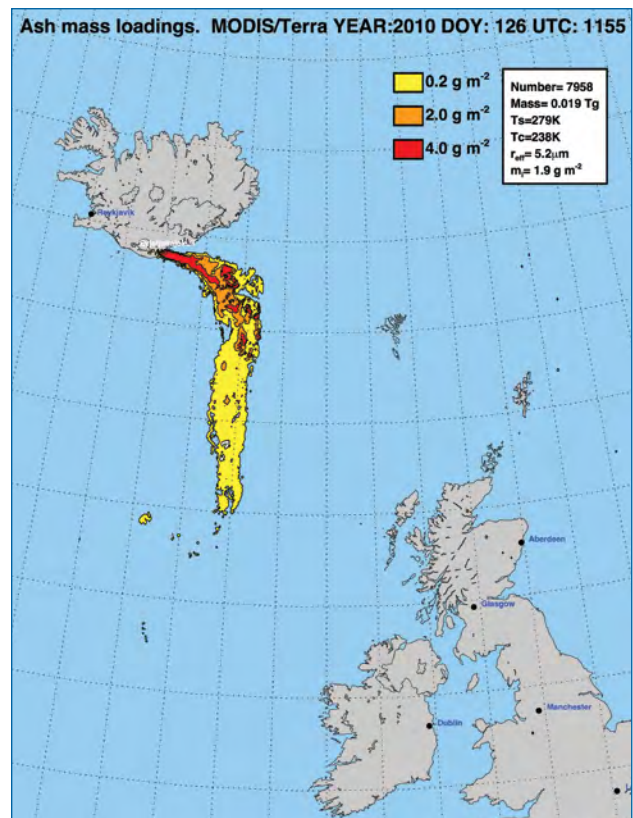 Ash mass loadings. MODIS/Terra YEAR:2010 DOY: 126 UTC: 1155
0.2 g m⁻²
2.0 g m⁻²
4.0 g m⁻²
Number= 7958
Mass= 0.019 Tg
Ts=279K
Tc=238K
r_eff= 5.2μm
m_l= 1.9 g m⁻²
Reykjavik
Aberdeen
Glasgow
Manchester
Dublin